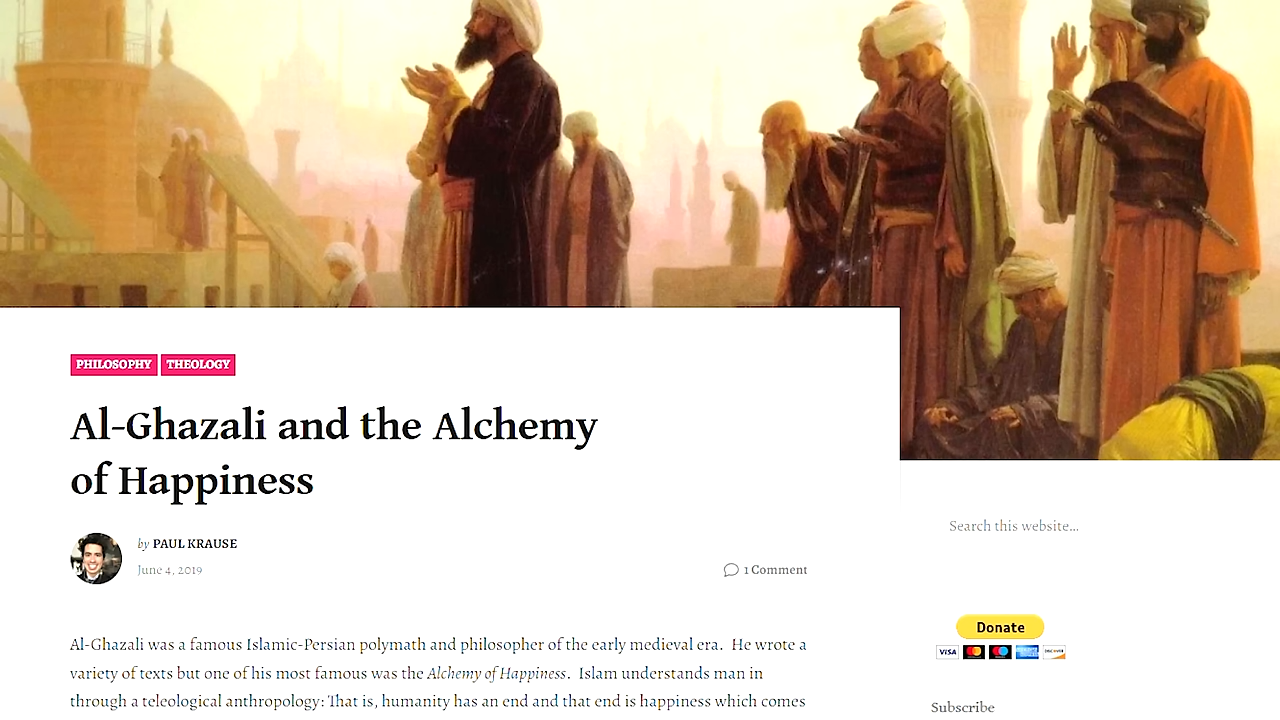 PHILOSOPHY THEOLOGY
Al-Ghazali and the Alchemy
of Happiness
by PAUL KRAUSE
June 4, 2019
1 Comment
Al-Ghazali was a famous Islamic-Persian polymath and philosopher of the early medieval era. He wrote a
variety of texts but one of his most famous was the Alchemy of Happiness. Islam understands man in
through a teleological anthropology: That is, humanity has an end and that end is happiness which comes
Search this website...
Donate
VISA
DISCOVER
Subscribe